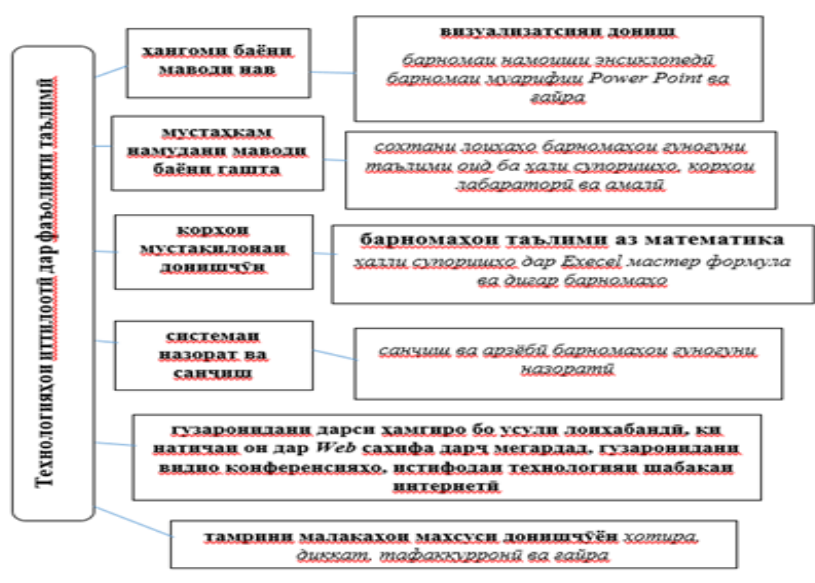 Технологияҳои иттилоотӣ дар фаъолияти таълимӣ
ҳангоми баёни
маводи нав
визуализатсияи дониш
барномаи намоиши энсиклопедӣ
барномаи муарифии Power Point ва
ғайра
мустаҳкам
намудани маводи
баёни гашта
сохтани лоиҳаҳо барномаҳои гуногуни
таълими оид ба ҳали супоришҳо, корҳои
лабараторӣ ва амалӣ
корҳои
мустақилонаи
донишҷӯн
барномаҳои таълими аз математика
ҳалли супоришҳо дар Execel мастер формула
ва дигар барномаҳо
системаи
назорат ва
санҷиш
санҷиш ва арзёбӣ барномаҳои гуногуни
назоратӣ
гузаронидани дарси ҳамгиро бо усули лоиҳабандӣ, ки
натиҷаи он дар Web саҳифа дарҷ мегардад, гузаронидани
видио конференсияҳо, истифодаи технологияи шабакаи
интернетӣ
тамрини малакаҳои махсуси донишҷӯён хотира,
диққат, тафаккурронӣ ва ғайра